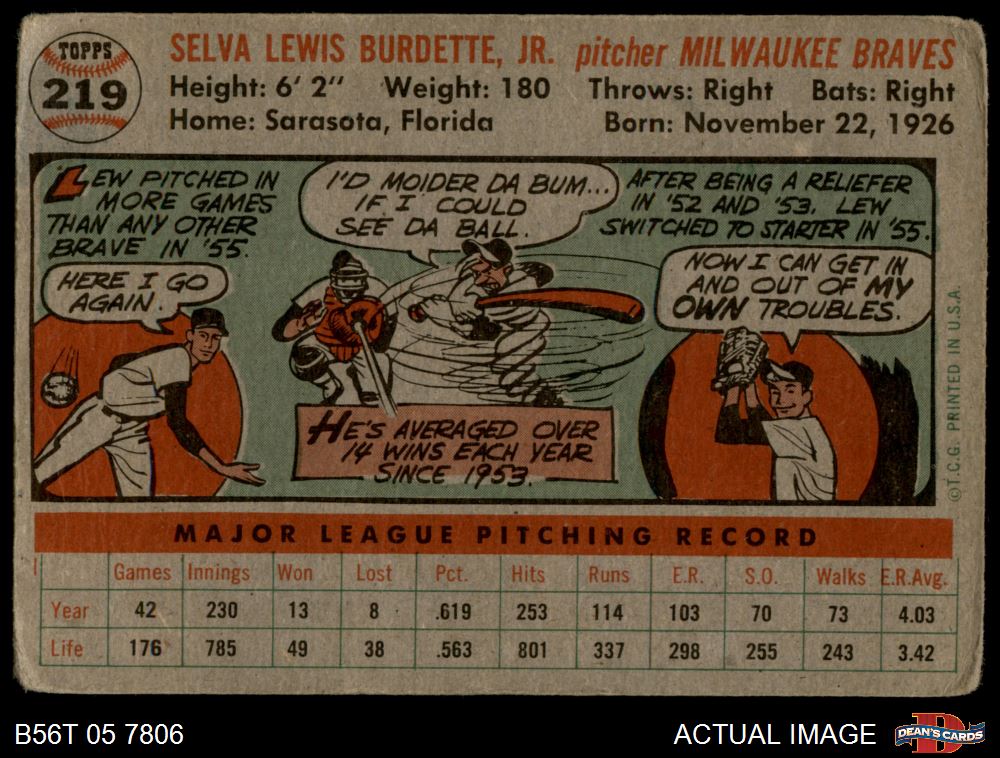 TOPPS
219
SELVA LEWIS BURDETTE, JR. pitcher MILWAUKEE BRAVES
Height: 6' 2" Weight: 180 Throws: Right Bats: Right
Home: Sarasota, Florida Born: November 22, 1926
LEW PITCHED IN
MORE GAMES
THAN ANY OTHER
BRAVE IN '55.
HERE I GO
AGAIN.
I'D MOIDER DA BUM...
IF I COULD
SEE DA BALL.
HE'S AVERAGED OVER
14 WINS EACH YEAR
SINCE 1953.
AFTER BEING A RELIEFER
IN '52 AND '53, LEW
SWITCHED TO STARTER IN '55.
NOW I CAN GET IN
AND OUT OF MY
OWN TROUBLES.
©T.C.G. PRINTED IN U.S.A.
MAJOR LEAGUE PITCHING RECORD
Games Innings Won Lost Pct. Hits Runs E.R. S.O. Walks E.R.Avg.
Year 42 230 13 8 .619 253 114 103 70 73 4.03
Life 176 785 49 38 .563 801 337 298 255 243 3.42
B56T 05 7806 ACTUAL IMAGE DEAN'S CARDS